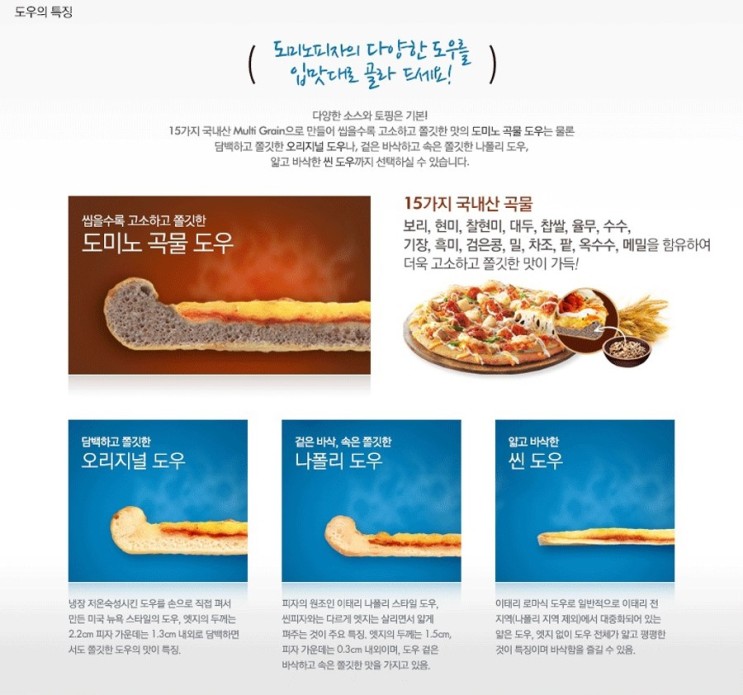 도우의 특징
도미노피자의 다양한 도우를
입맛대로 골라 드세요!
다양한 소스와 토핑은 기본!
15가지 국내산 Multi Grain으로 만들어 씹을수록 고소하고 쫄깃한 맛의 도미노 곡물 도우는 물론
담백하고 쫄깃한 오리지널 도우나, 겉은 바삭하고 속은 쫄깃한 나폴리 도우,
얇고 바삭한 씬 도우까지 선택하실 수 있습니다.
씹을수록 고소하고 쫄깃한
도미노 곡물 도우
15가지 국내산 곡물
보리, 현미, 찰현미, 대두, 찹쌀, 율무, 수수,
기장, 흑미, 검은콩, 밀, 차조, 팥, 옥수수, 메밀을 함유하여
더욱 고소하고 쫄깃한 맛이 가득!
담백하고 쫄깃한
오리지널 도우
냉장 저온숙성시킨 도우를 손으로 직접 펴서
만든 미국 뉴욕 스타일의 도우, 엣지의 두께는
2.2cm 피자 가운데는 1.3cm 내외로 담백하면
서도 쫄깃한 도우의 맛이 특징.
겉은 바삭, 속은 쫄깃한
나폴리 도우
피자의 원조인 이태리 나폴리 스타일 도우,
씬피자와는 다르게 엣지는 살리면서 얇게
펴주는 것이 주요 특징. 엣지의 두께는 1.5cm,
피자 가운데는 0.3cm 내외이며, 도우 겉은
바삭하고 속은 쫄깃한 맛을 가지고 있음.
얇고 바삭한
씬 도우
이태리 로마식 도우로 일반적으로 이태리 전
지역(나폴리 지역 제외)에서 대중화되어 있는
얇은 도우, 엣지 없이 도우 전체가 얇고 평평한
것이 특징이며 바삭함을 즐길 수 있음.